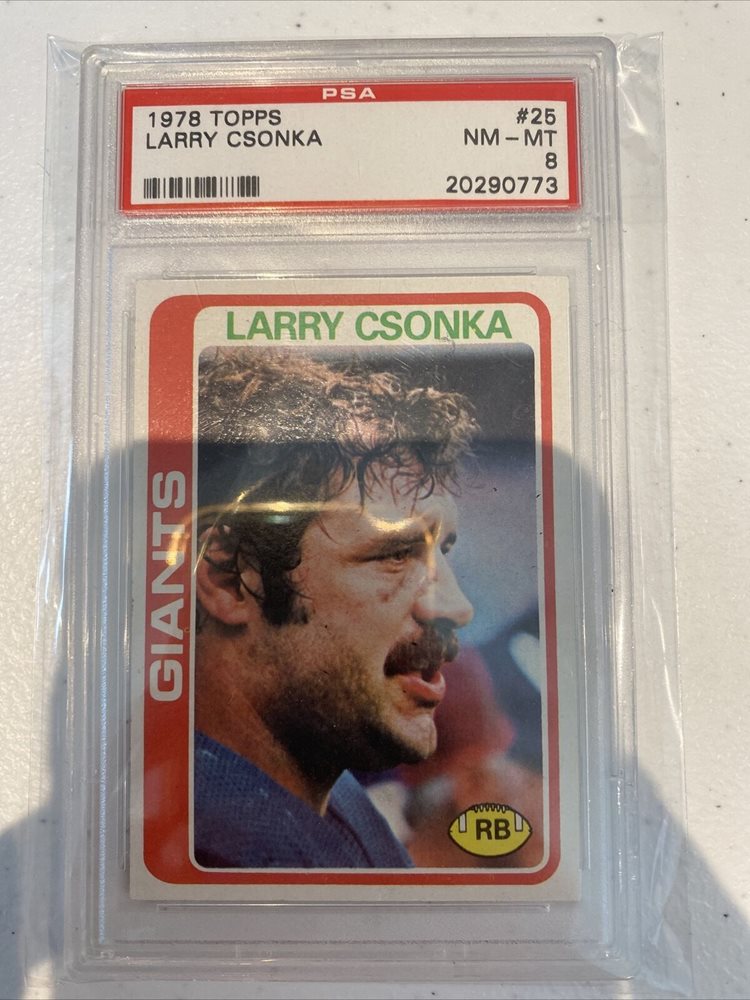 PSA
1978 TOPPS #25
LARRY CSONKA NM - MT
8
20290773
LARRY CSONKA
GIANTS
RB